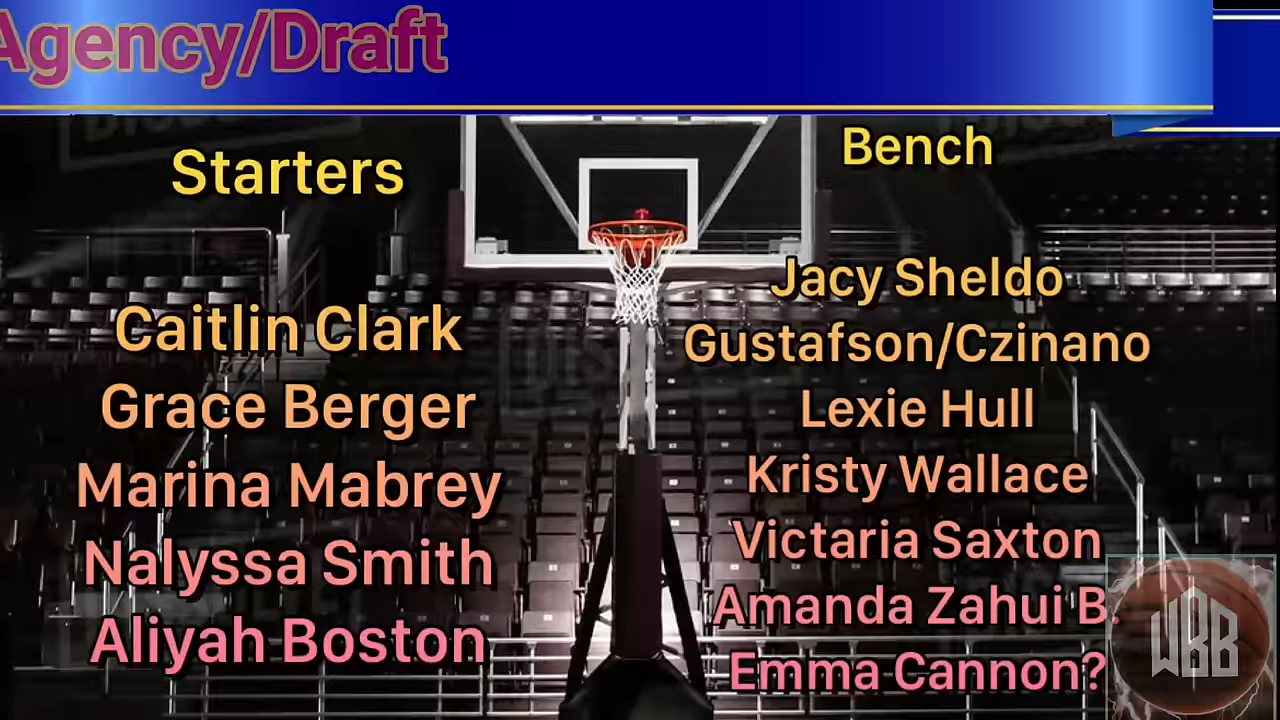 Agency/Draft
Starters
Caitlin Clark
Grace Berger
Marina Mabrey
Nalyssa Smith
Aliyah Boston
Bench
Jacy Sheldo
Gustafson/Czinano
Lexie Hull
Kristy Wallace
Victaria Saxton
Amanda Zahui B.
Emma Cannon?
WBB